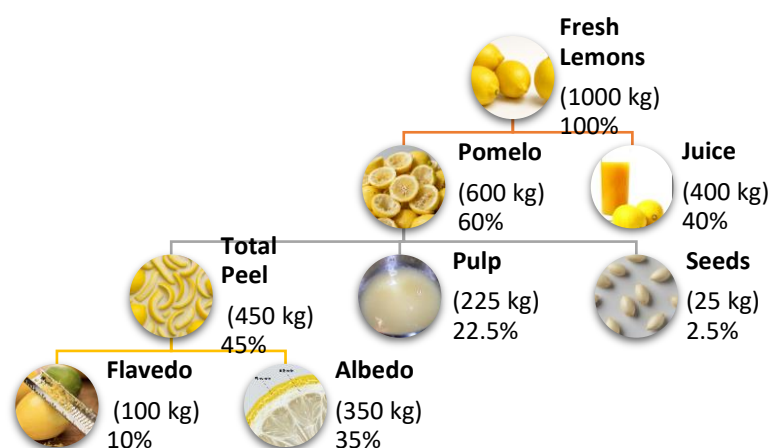 Fresh
Lemons
(1000 kg)
100%
Pomelo
(600 kg)
60%
Juice
(400 kg)
40%
Total
Peel
(450 kg)
45%
Pulp
(225 kg)
22.5%
Seeds
(25 kg)
2.5%
Flavedo
(100 kg)
10%
Albedo
(350 kg)
35%